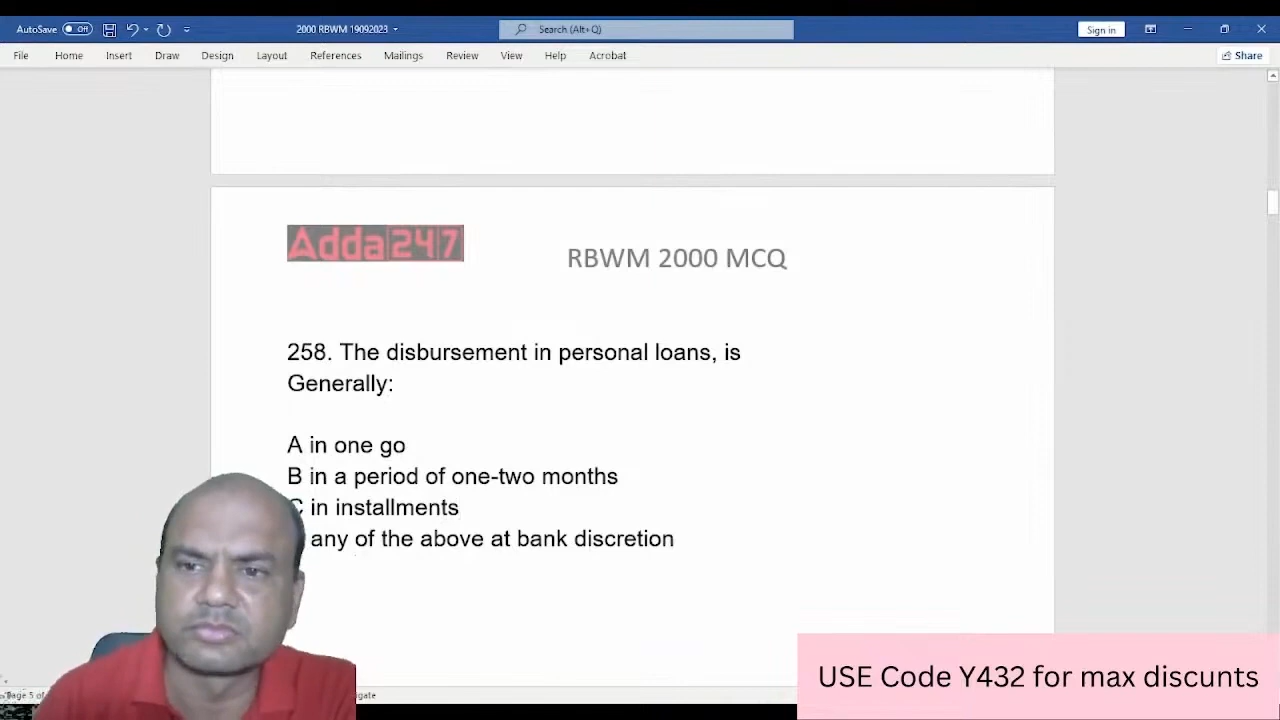 AutoSave Off 2000 RBWM 19092023 Search (Alt+Q) Sign in
File Home Insert Draw Design Layout References Mailings Review View Help Acrobat Share
Adda247
RBWM 2000 MCQ
258. The disbursement in personal loans, is
Generally:
A in one go
B in a period of one-two months
C in installments
any of the above at bank discretion
USE Code Y432 for max discunts
Page 5 of